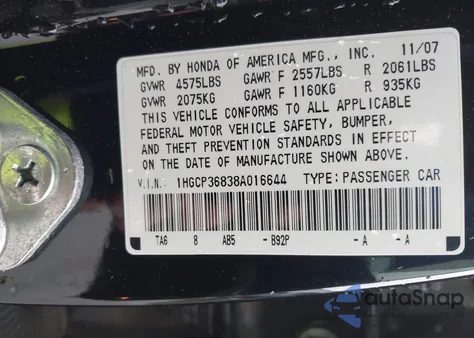 MFD. BY HONDA OF AMERICA MFG., INC. 11/07
GVWR 4575LBS GAWR F 2557LBS R 2061LBS
GVWR 2075KG GAWR F 1160KG R 935KG
THIS VEHICLE CONFORMS TO ALL APPLICABLE
FEDERAL MOTOR VEHICLE SAFETY, BUMPER,
AND THEFT PREVENTION STANDARDS IN EFFECT
ON THE DATE OF MANUFACTURE SHOWN ABOVE.
V.I.N.: 1HGCP36838A016644 TYPE: PASSENGER CAR
TA6 8 AB5 - B92P - A - A
autoSnap